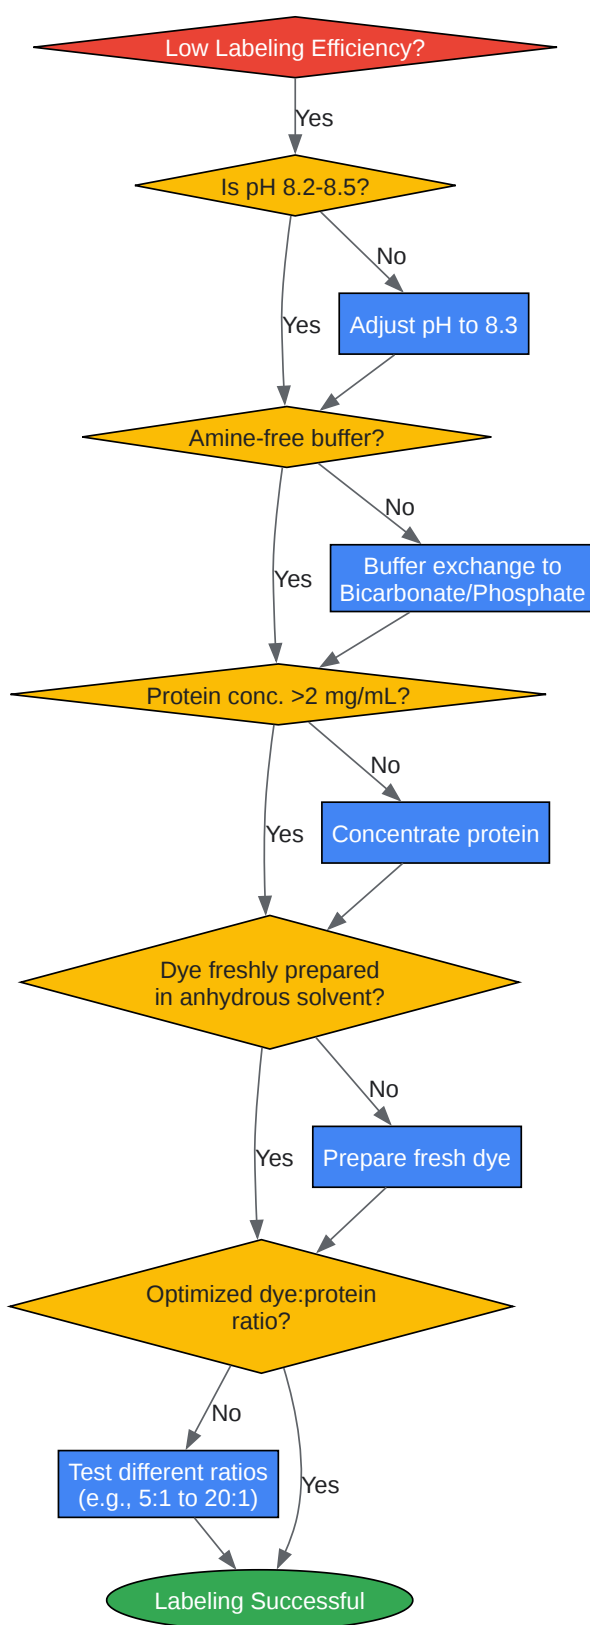 Low Labeling Efficiency?
Yes
Is pH 8.2-8.5?
No
Yes
Adjust pH to 8.3
Amine-free buffer?
No
Yes
Buffer exchange to
Bicarbonate/Phosphate
Protein conc. >2 mg/mL?
No
Yes
Concentrate protein
Dye freshly prepared
in anhydrous solvent?
No
Yes
Prepare fresh dye
Optimized dye:protein
ratio?
No
Test different ratios
(e.g., 5:1 to 20:1)
Yes
Labeling Successful